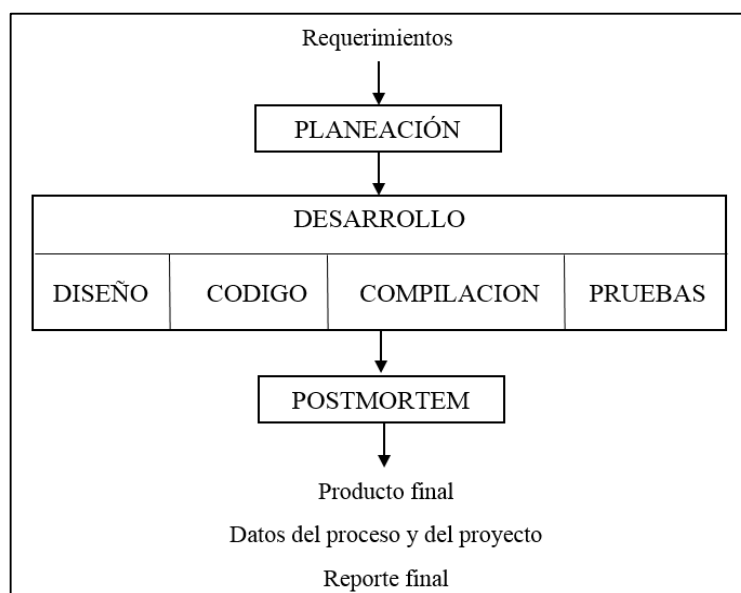 Requerimientos
PLANEACIÓN
DESARROLLO
DISEÑO CODIGO COMPILACION PRUEBAS
POSTMORTEM
Producto final
Datos del proceso y del proyecto
Reporte final